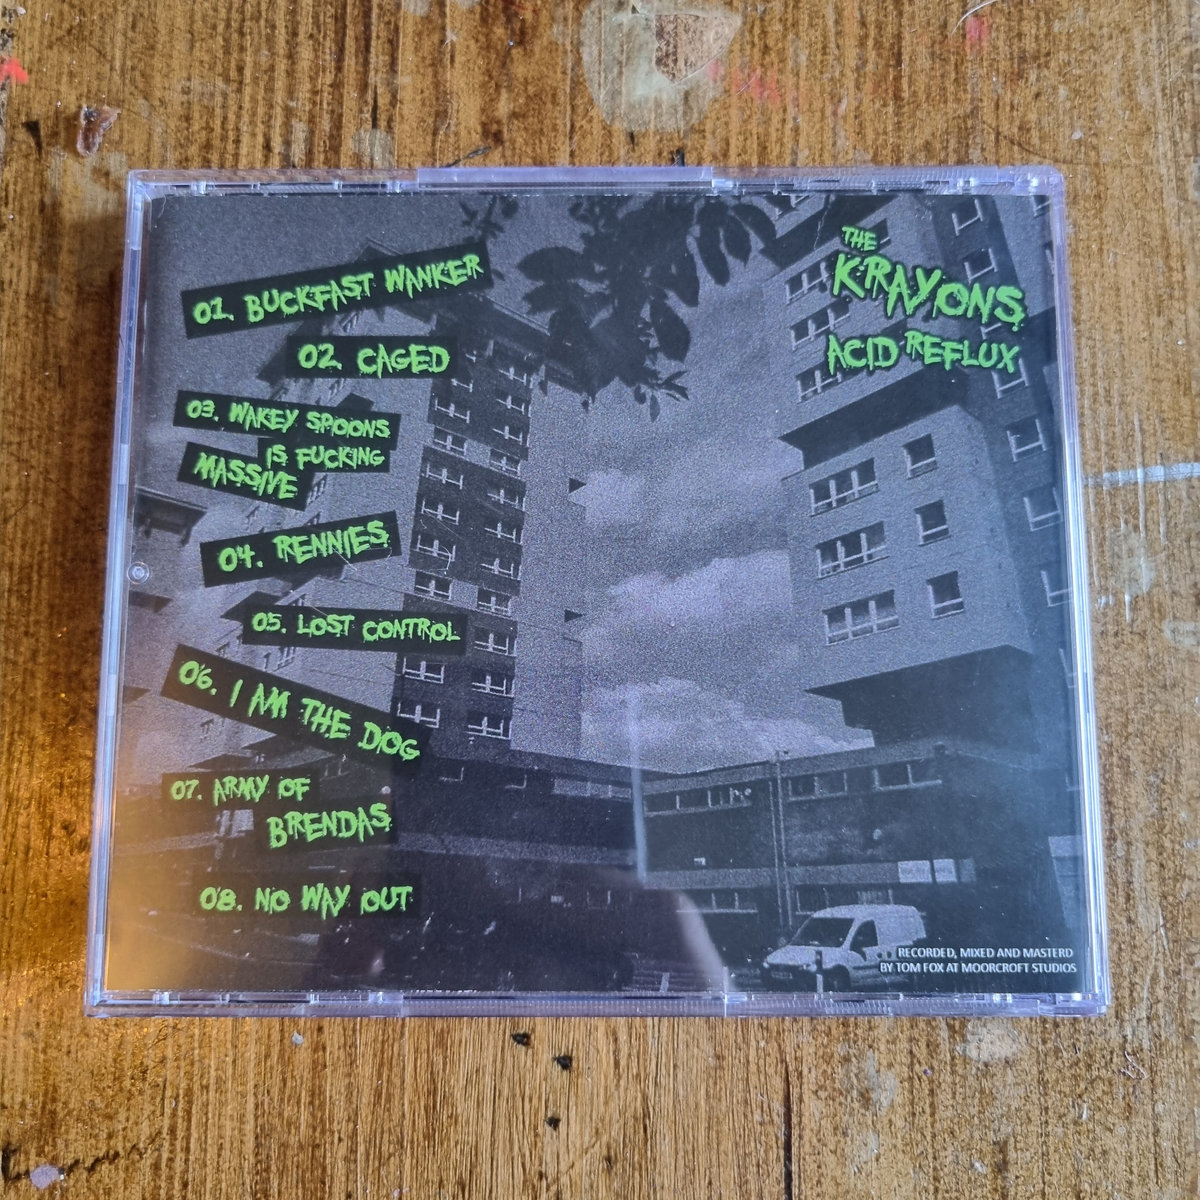 01. BUCKFAST WANKER
02. CAGED
03. WAKEY SPOONS
IS FUCKING
MASSIVE
04. RENNIES
05. LOST CONTROL
06. I AM THE DOG
07. ARMY OF
BRENDAS
08. NO WAY OUT
THE
KRAYONS
ACID REFLUX
RECORDED, MIXED AND MASTERD
BY TOM FOX AT MOORCROFT STUDIOS